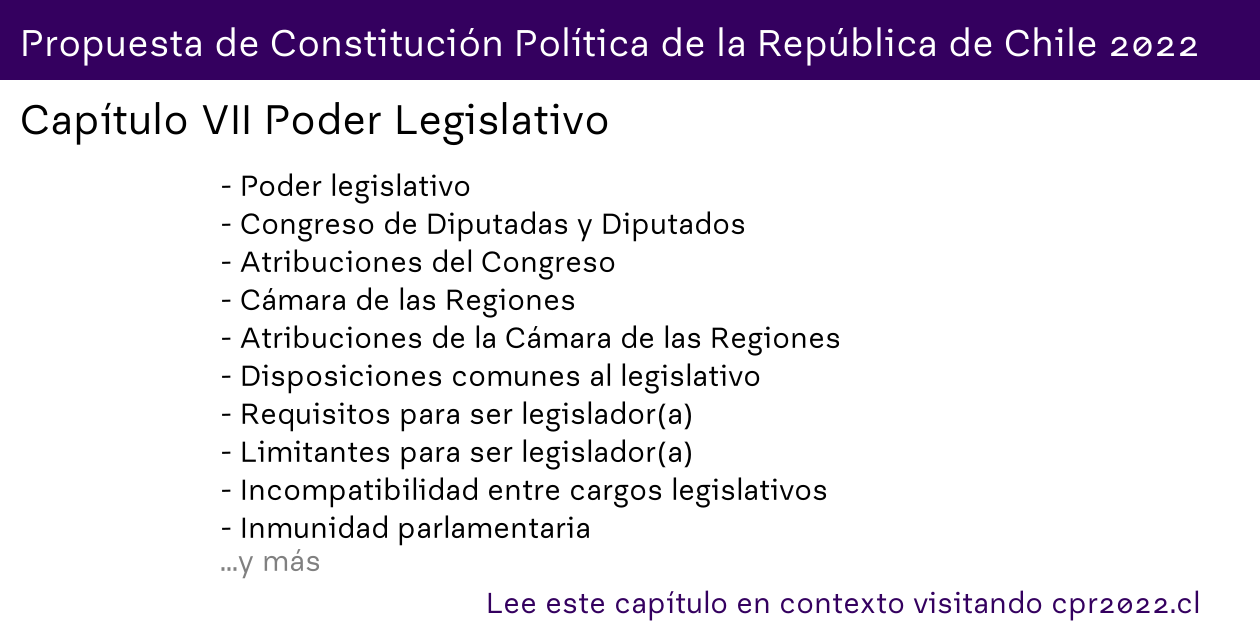 Propuesta de Constitución Política de la República de Chile 2022
Capítulo VII Poder Legislativo
- Poder legislativo
- Congreso de Diputadas y Diputados
- Atribuciones del Congreso
- Cámara de las Regiones
- Atribuciones de la Cámara de las Regiones
- Disposiciones comunes al legislativo
- Requisitos para ser legislador(a)
- Limitantes para ser legislador(a)
- Incompatibilidad entre cargos legislativos
- Inmunidad parlamentaria
...y más
Lee este capítulo en contexto visitando cpr2022.cl